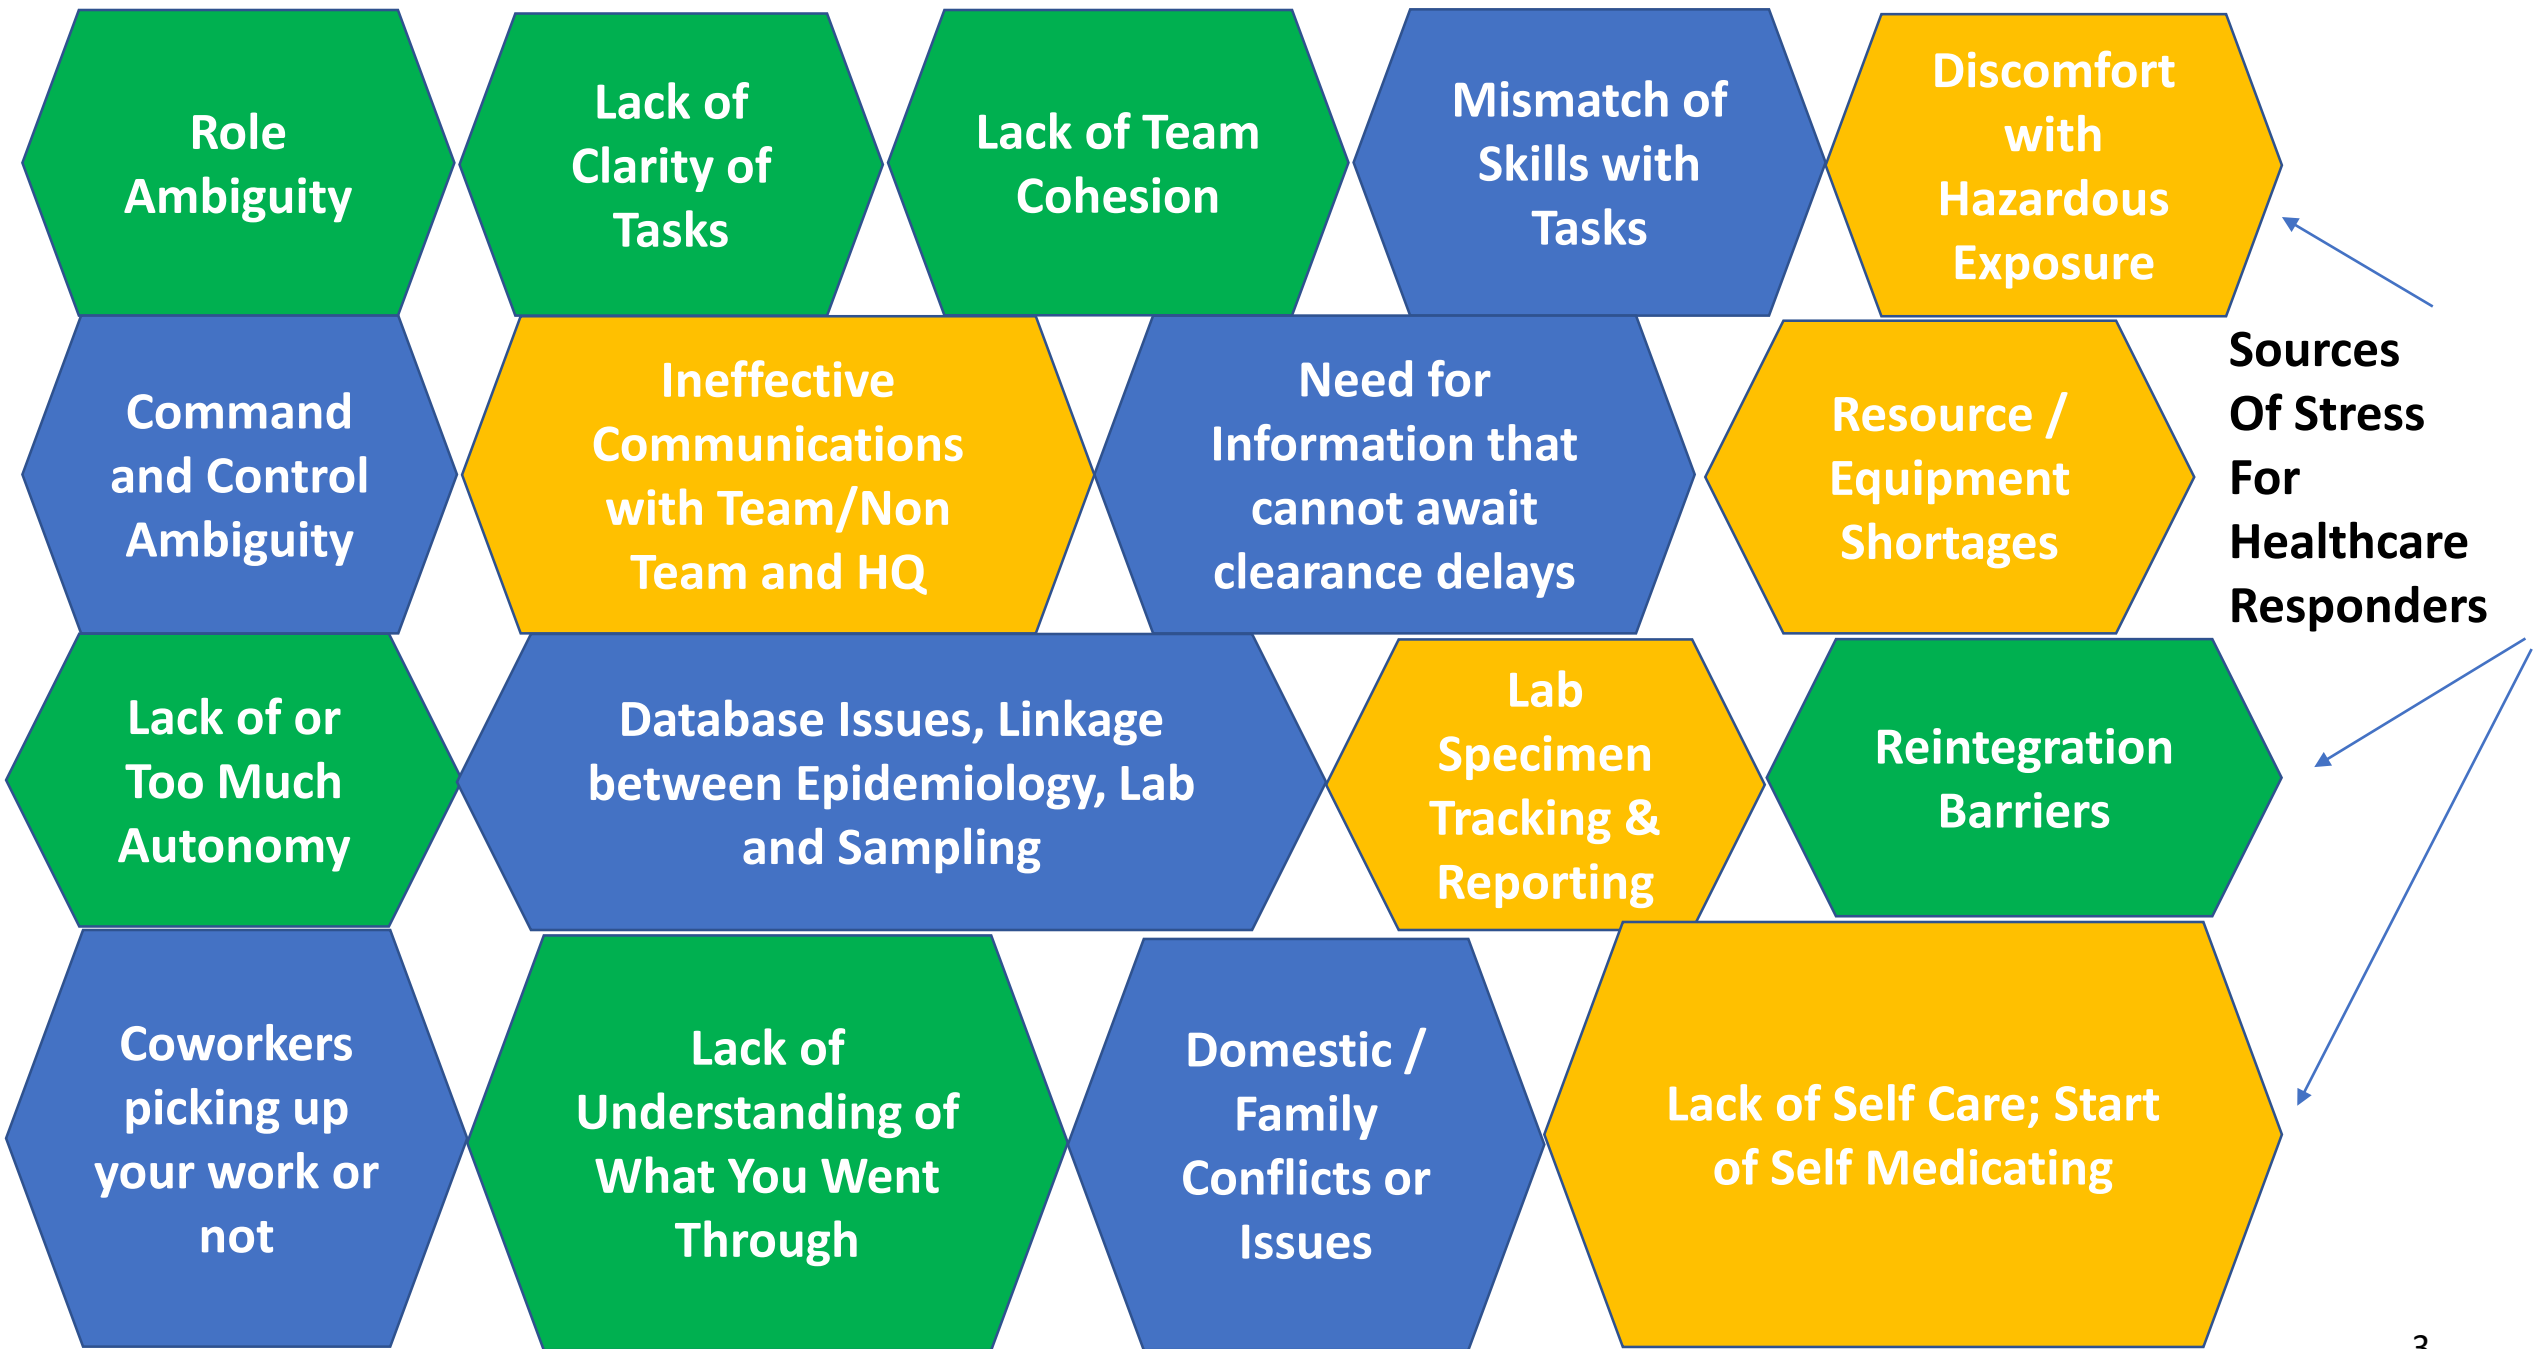 Role
Ambiguity
Lack of
Clarity of
Tasks
Lack of Team
Cohesion
Mismatch of
Skills with
Tasks
Discomfort
with
Hazardous
Exposure
Command
and Control
Ambiguity
Ineffective
Communications
with Team/Non
Team and HQ
Need for
Information that
cannot await
clearance delays
Resource /
Equipment
Shortages
Sources
Of Stress
For
Healthcare
Responders
Lack of or
Too Much
Autonomy
Database Issues, Linkage
between Epidemiology, Lab
and Sampling
Lab
Specimen
Tracking &
Reporting
Reintegration
Barriers
Coworkers
picking up
your work or
not
Lack of
Understanding of
What You Went
Through
Domestic /
Family
Conflicts or
Issues
Lack of Self Care; Start
of Self Medicating
3